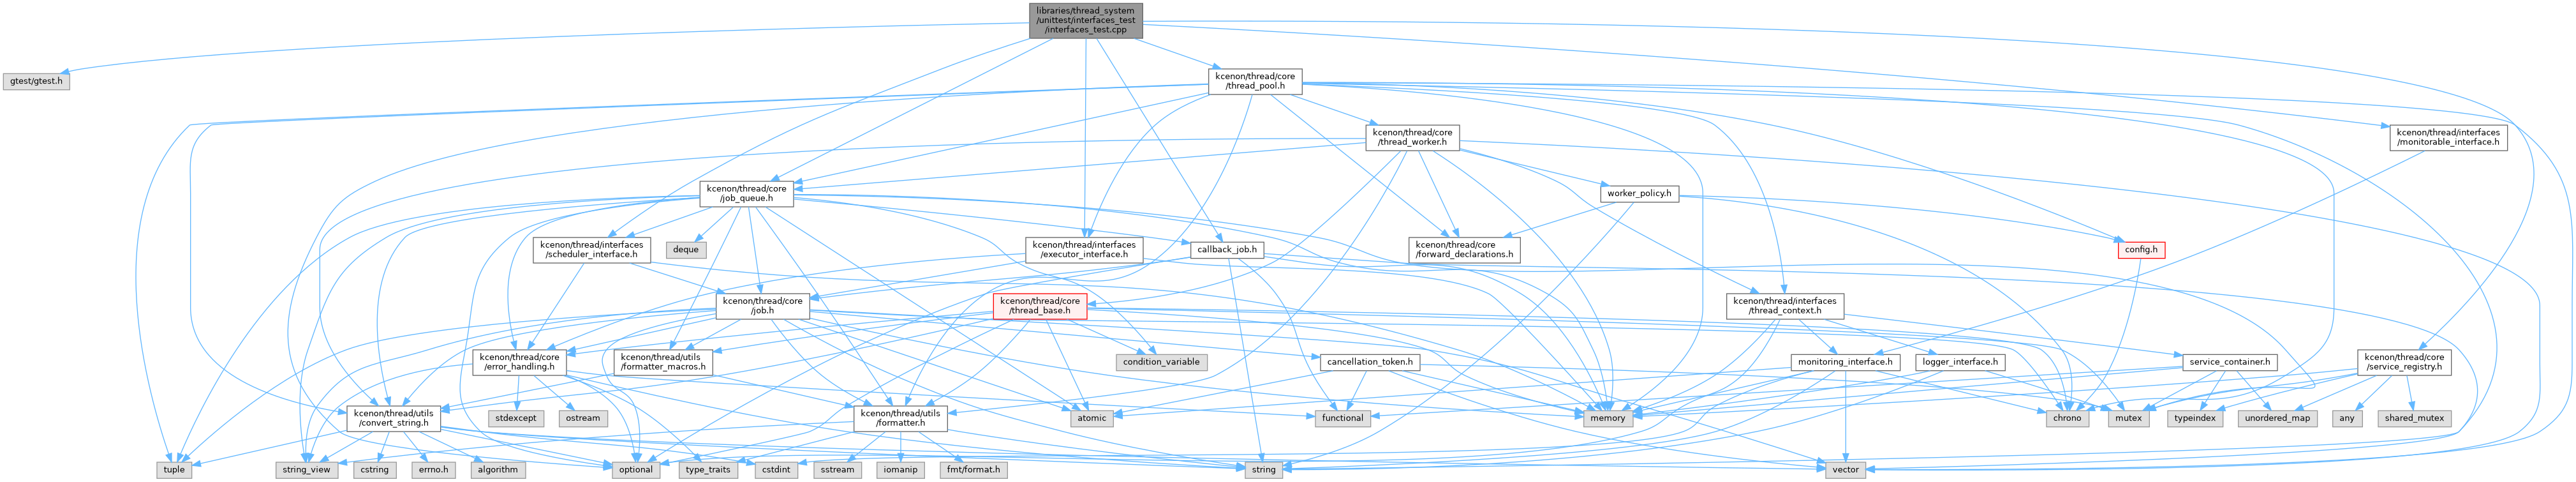 libraries/thread_system
/unittest/interfaces_test
/interfaces_test.cpp
gtest/gtest.h
kcenon/thread/core
/thread_pool.h
kcenon/thread/core
/thread_worker.h
kcenon/thread/interfaces
/monitorable_interface.h
kcenon/thread/core
/job_queue.h
worker_policy.h
deque
kcenon/thread/interfaces
/scheduler_interface.h
kcenon/thread/interfaces
/executor_interface.h
callback_job.h
kcenon/thread/core
/forward_declarations.h
config.h
kcenon/thread/core
/job.h
kcenon/thread/core
/thread_base.h
kcenon/thread/interfaces
/thread_context.h
kcenon/thread/core
/error_handling.h
kcenon/thread/utils
/formatter_macros.h
condition_variable
cancellation_token.h
monitoring_interface.h
logger_interface.h
service_container.h
kcenon/thread/core
/service_registry.h
kcenon/thread/utils
/convert_string.h
stdexcept
ostream
kcenon/thread/utils
/formatter.h
atomic
functional
memory
chrono
mutex
typeindex
unordered_map
any
shared_mutex
tuple
string_view
cstring
errno.h
algorithm
optional
type_traits
cstdint
sstream
iomanip
fmt/format.h
string
vector